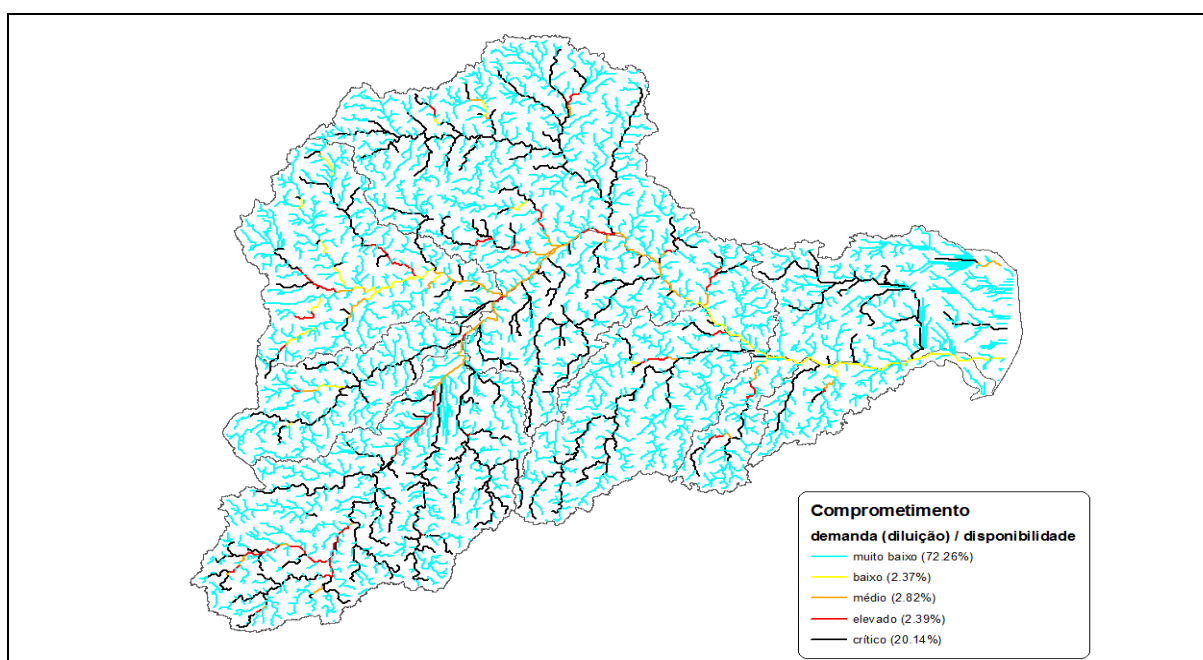 Comprometimento
demanda (diluição) / disponibilidade
muito baixo (72.26%)
baixo (2.37%)
médio (2.82%)
elevado (2.39%)
crítico (20.14%)